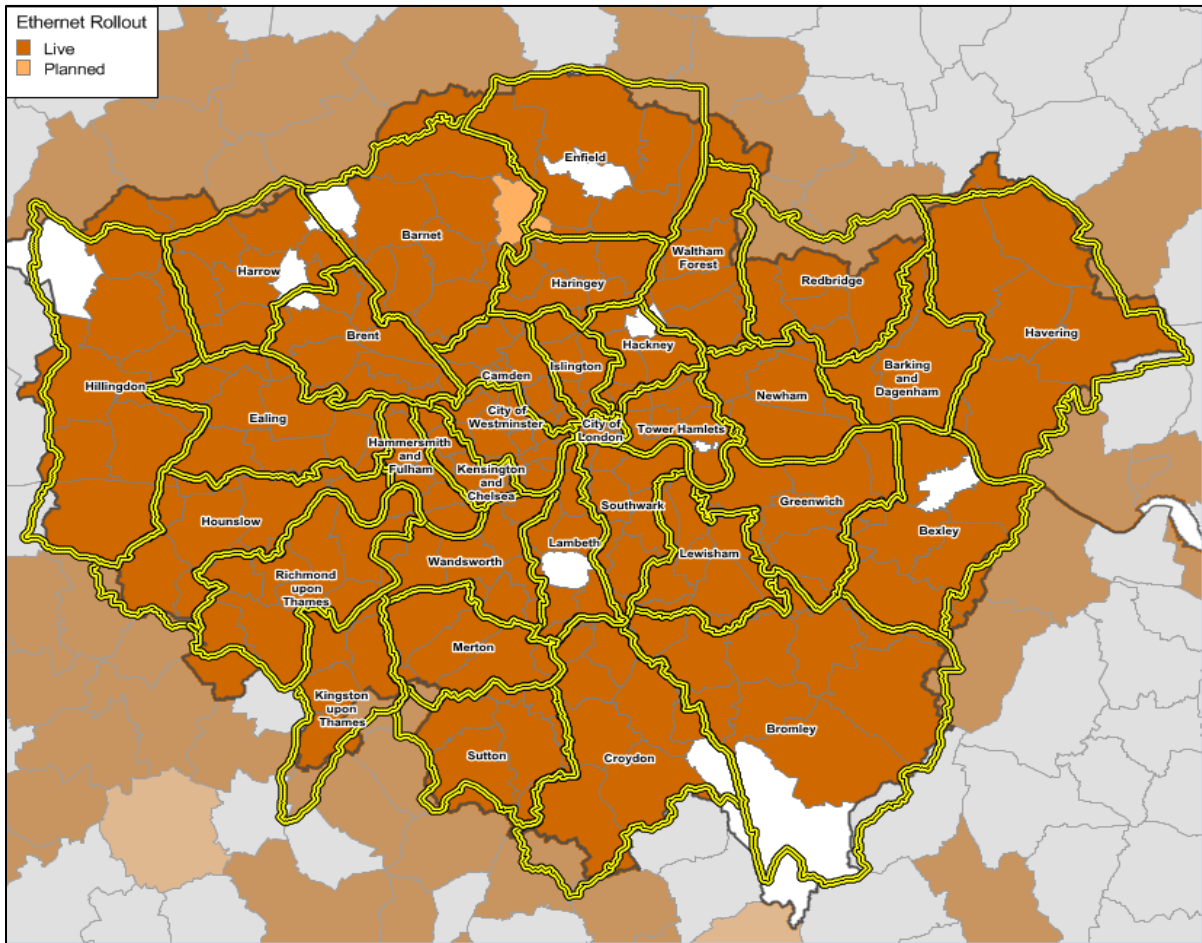 Ethernet Rollout
Live
Planned
Enfield
Barnet
Harrow
Haringey
Waltham
Forest
Redbridge
Havering
Brent
Hackney
Hillingdon
Camden
Islington
Barking
and
Dagenham
Ealing
City of
Westminster
City of
London
Tower Hamlets
Newham
Hammersmith
and
Fulham
Kensington
and
Chelsea
Hounslow
Southwark
Greenwich
Bexley
Lambeth
Lewisham
Wandsworth
Richmond
upon
Thames
Merton
Kingston
upon
Thames
Sutton
Croydon
Bromley